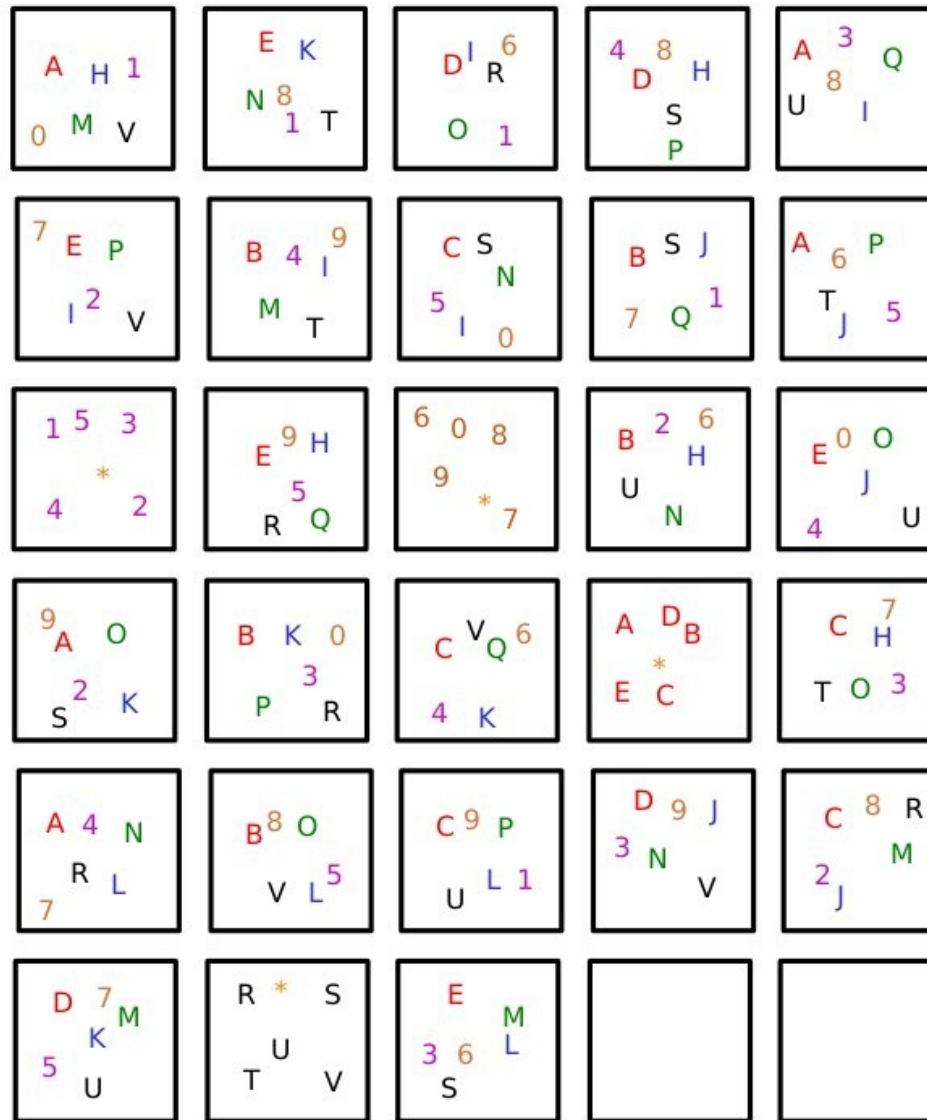 A H 1
0 M V
E K
N 8
1 T
D I R 6
O 1
4 8
D H
S
P
A 3 Q
8
U I
7 E P
I 2 V
B 4 I 9
M T
C S
N
5 I 0
B S J
7 Q 1
A 6 P
T J 5
1 5 3
*
4 2
E 9 H
5
R Q
6 0 8
9
* 7
B 2 6
H
U N
E 0 O
J
4 U
9 A O
S 2 K
B K 0
3
P R
C V Q 6
4 K
A D B
*
E C
C 7
H
T O 3
A 4 N
R L
7
B 8 O
V L 5
C 9 P
U L 1
D 9 J
3 N
V
C 8 R
M
2 J
D 7 M
K
5 U
R * S
U
T V
E
M
3 6 L
S